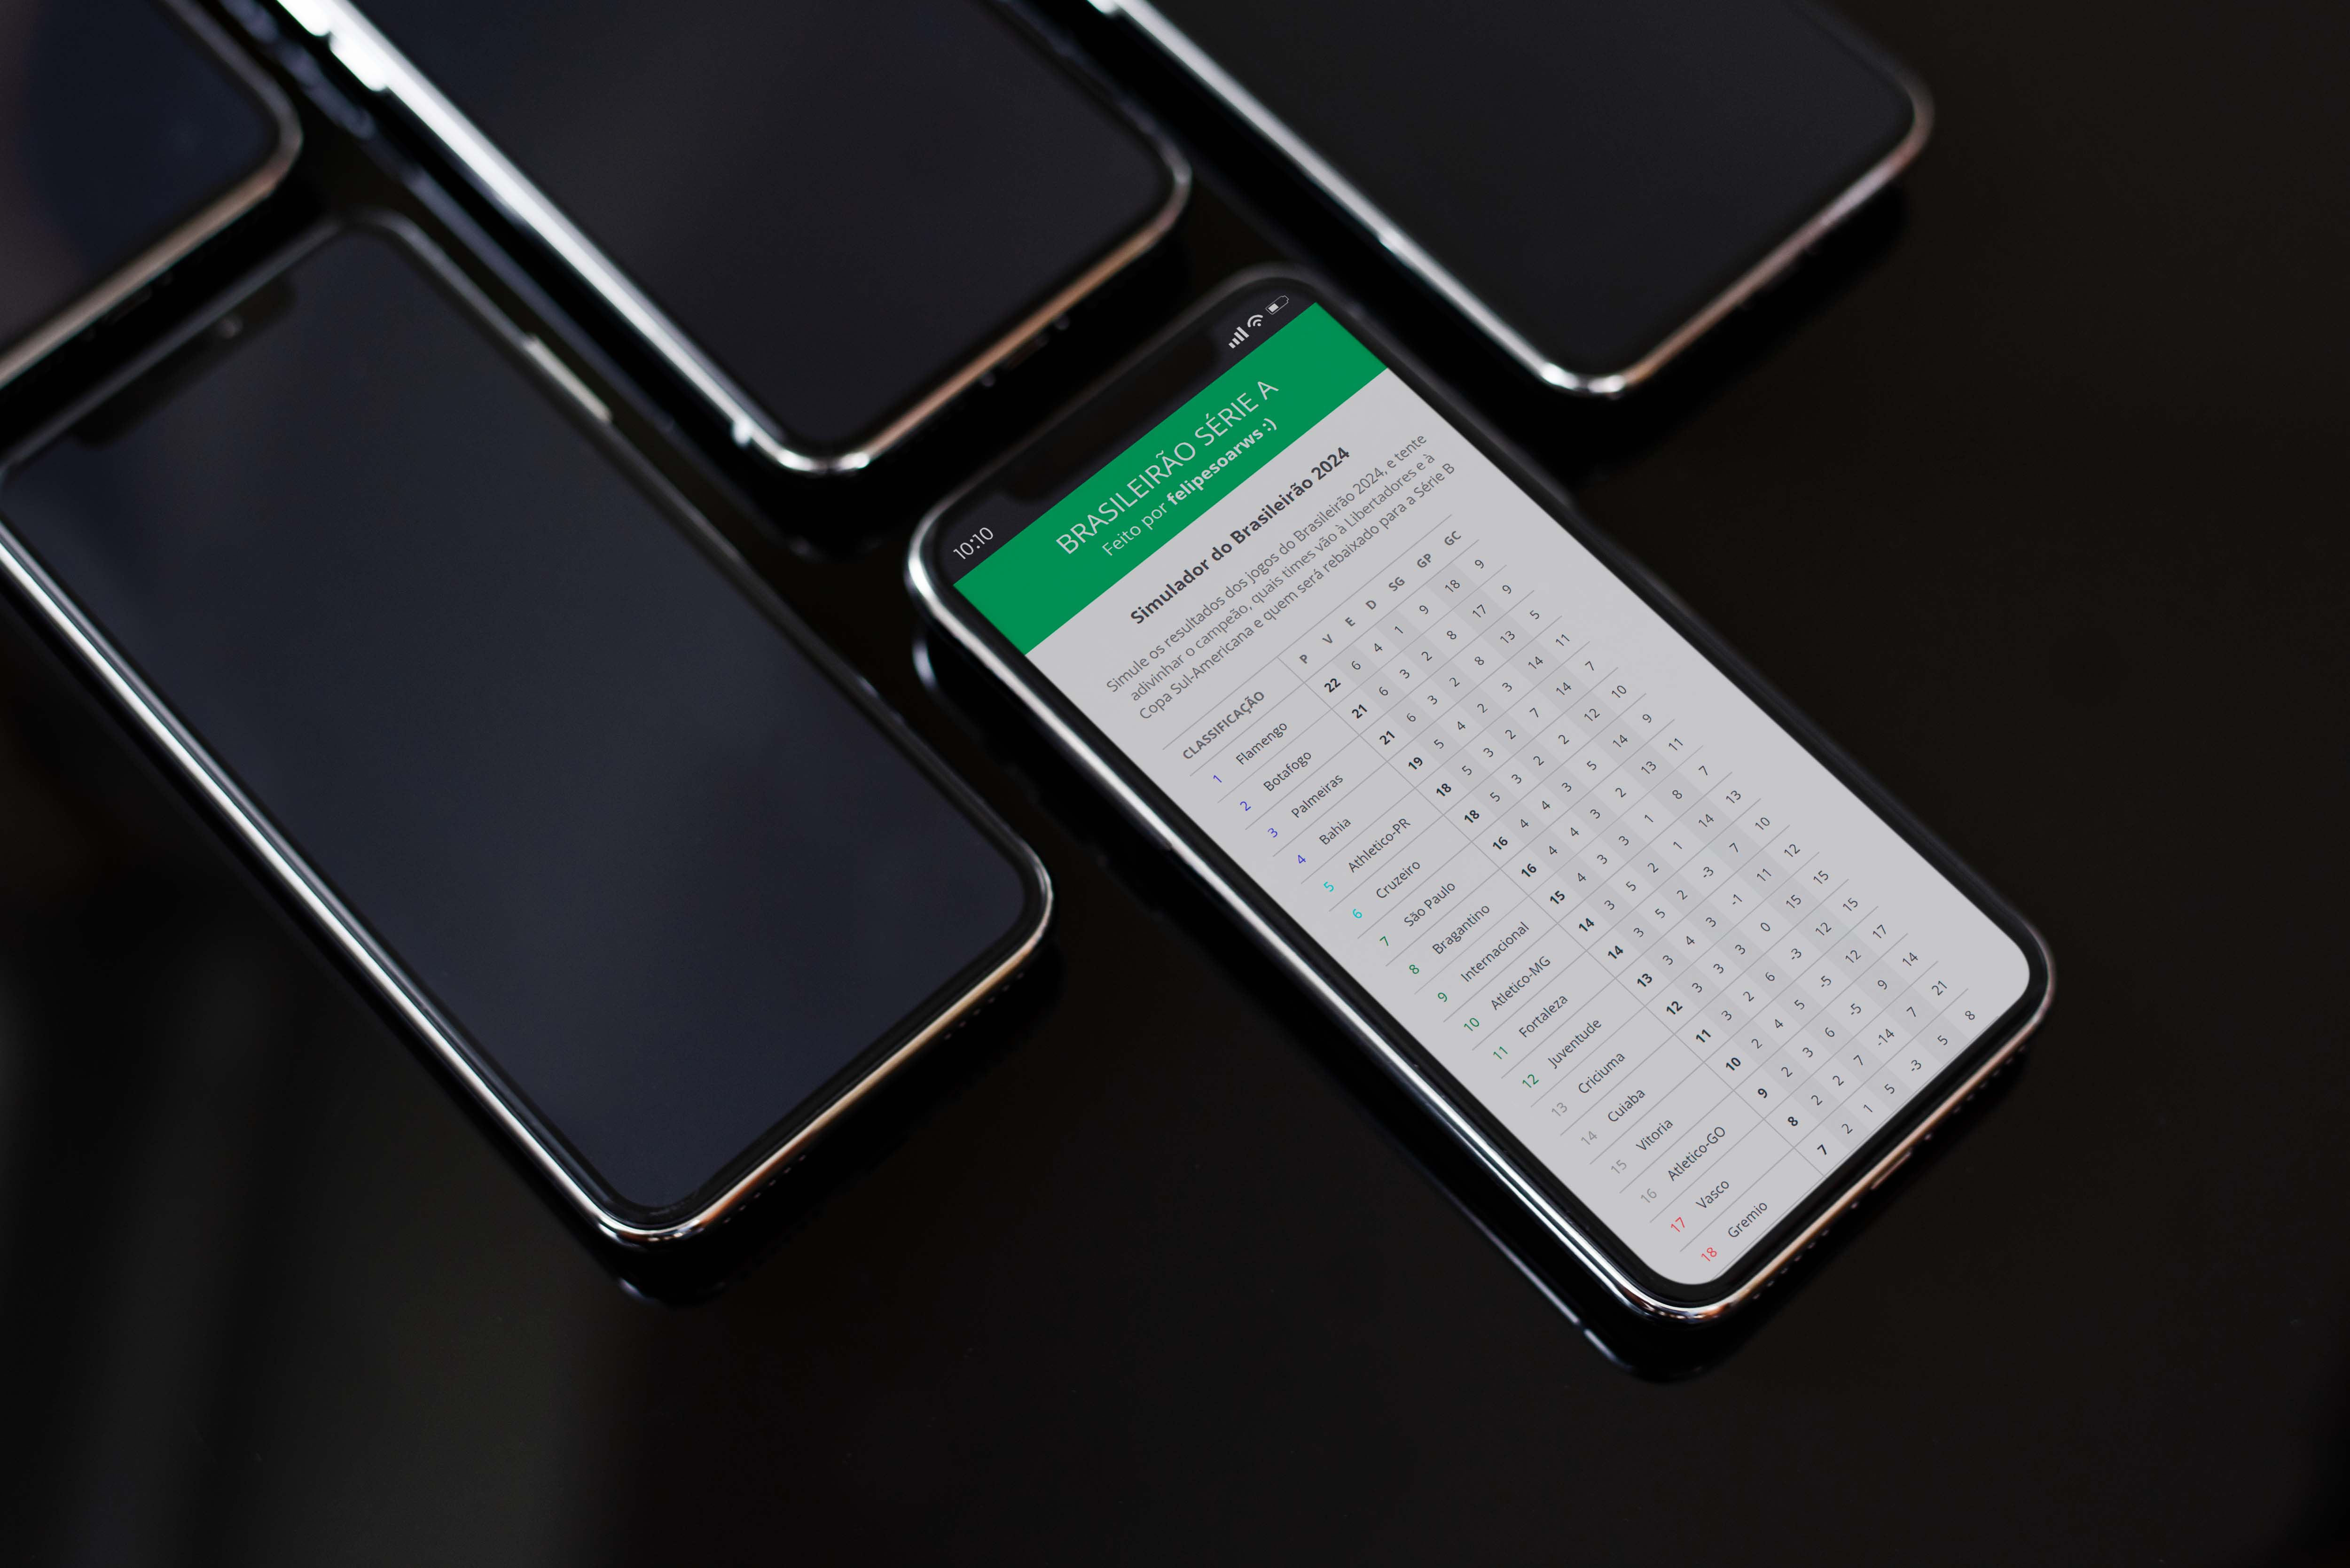 10:10
BRASILEIRÃO SÉRIE A
Feito por felipesoarws :)
Simulador do Brasileirão 2024
Simule os resultados dos jogos do Brasileirão 2024, e tente
adivinhar o campeão, quais times vão à Libertadores e à
Copa Sul-Americana e quem será rebaixado para a Série B
CLASSIFICAÇÃO P V E D SG GP GC
1 Flamengo 22 6 4 1 9 18 9
2 Botafogo 21 6 3 2 8 17 9
3 Palmeiras 21 6 3 2 8 13 5
4 Bahia 19 5 4 2 3 14 11
5 Athletico-PR 18 5 3 2 7 14 7
6 Cruzeiro 18 5 3 2 2 12 10
7 São Paulo 16 4 4 3 5 14 9
8 Bragantino 16 4 4 3 2 13 11
9 Internacional 15 4 3 3 1 8 7
10 Atletico-MG 14 3 5 2 1 14 13
11 Fortaleza 14 3 5 2 -3 7 10
12 Juventude 13 3 4 3 -1 11 12
13 Criciuma 12 3 3 3 0 15 15
14 Cuiaba 11 3 2 6 -3 12 15
15 Vitoria 10 2 4 5 -5 12 17
16 Atletico-GO 9 2 3 6 -5 9 14
17 Vasco 8 2 2 7 -14 7 21
18 Gremio 7 2 1 5 -3 5 8